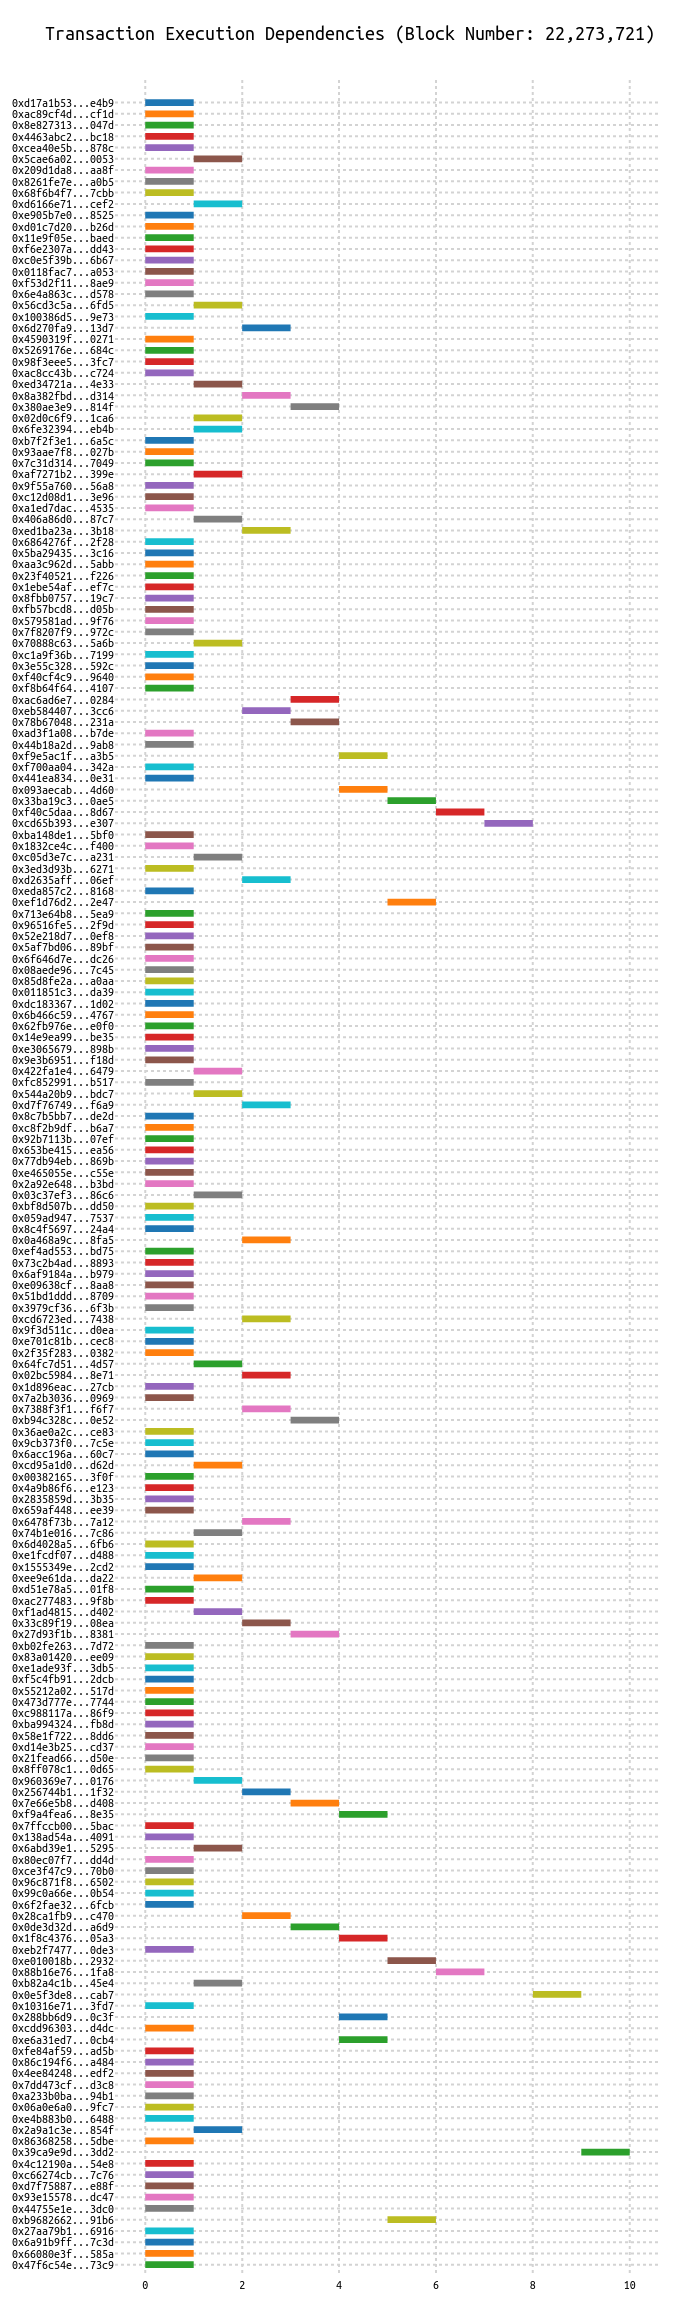 Transaction Execution Dependencies (Block Number: 22,273,721)
0xd17a1b53...e4b9
0xac89cf4d...cf1d
0x8e827313...047d
0x4463abc2...bc18
0xcea40e5b...878c
0x5cae6a02...0053
0x209d1da8...aa8f
0x8261fe7e...a0b5
0x68f6b4f7...7cbb
0xd6166e71...cef2
0xe905b7e0...8525
0xd01c7d20...b26d
0x11e9f05e...baed
0xf6e2307a...dd43
0xc0e5f39b...6b67
0x0118fac7...a053
0xf53d2f11...8ae9
0x6e4a863c...d578
0x56cd3c5a...6fd5
0x100386d5...9e73
0x6d270fa9...13d7
0x4590319f...0271
0x5269176e...684c
0x98f3eee5...3fc7
0xac8cc43b...c724
0xed34721a...4e33
0x8a382fbd...d314
0x380ae3e9...814f
0x02d0c6f9...1ca6
0x6fe32394...eb4b
0xb7f2f3e1...6a5c
0x93aae7f8...027b
0x7c31d314...7049
0xaf7271b2...399e
0x9f55a760...56a8
0xc12d08d1...3e96
0xa1ed7dac...4535
0x406a86d0...87c7
0xed1ba23a...3b18
0x6864276f...2f28
0x5ba29435...3c16
0xaa3c962d...5abb
0x23f40521...f226
0x1ebe54af...ef7c
0x8fbb0757...19c7
0xfb57bcd8...d05b
0x579581ad...9f76
0x7f8207f9...972c
0x70888c63...5a6b
0xc1a9f36b...7199
0x3e55c328...592c
0xf40cf4c9...9640
0xf8b64f64...4107
0xac6ad6e7...0284
0xeb584407...3cc6
0x78b67048...231a
0xad3f1a08...b7de
0x44b18a2d...9ab8
0xf9e5ac1f...a3b5
0xf700aa04...342a
0x441ea834...0e31
0x093aecab...4d60
0x33ba19c3...0ae5
0xf40c5daa...8d67
0xcd65b393...e307
0xba148de1...5bf0
0x1832ce4c...f400
0xc05d3e7c...a231
0x3ed3d93b...6271
0xd2635aff...06ef
0xeda857c2...8168
0xef1d76d2...2e47
0x713e64b8...5ea9
0x96516fe5...2f9d
0x52e218d7...0ef8
0x5af7bd06...89bf
0x6f646d7e...dc26
0x08aede96...7c45
0x85d8fe2a...a0aa
0x011851c3...da39
0xdc183367...1d02
0x6b466c59...4767
0x62fb976e...e0f0
0x14e9ea99...be35
0xe3065679...898b
0x9e3b6951...f18d
0x422fa1e4...6479
0xfc852991...b517
0x544a20b9...bdc7
0xd7f76749...f6a9
0x8c7b5bb7...de2d
0xc8f2b9df...b6a7
0x92b7113b...07ef
0x653be415...ea56
0x77db94eb...869b
0xe465055e...c55e
0x2a92e648...b3bd
0x03c37ef3...86c6
0xbf8d507b...dd50
0x059ad947...7537
0x8c4f5697...24a4
0x0a468a9c...8fa5
0xef4ad553...bd75
0x73c2b4ad...8893
0x6af9184a...b979
0xe09638cf...8aa8
0x51bd1ddd...8709
0x3979cf36...6f3b
0xcd6723ed...7438
0x9f3d511c...d0ea
0xe701c81b...cec8
0x2f35f283...0382
0x64fc7d51...4d57
0x02bc5984...8e71
0x1d896eac...27cb
0x7a2b3036...0969
0x7388f3f1...f6f7
0xb94c328c...0e52
0x36ae0a2c...ce83
0x9cb373f0...7c5e
0x6acc196a...60c7
0xcd95a1d0...d62d
0x00382165...3f0f
0x4a9b86f6...e123
0x2835859d...3b35
0x659af448...ee39
0x6478f73b...7a12
0x74b1e016...7c86
0x6d4028a5...6fb6
0xe1fcdf07...d488
0x1555349e...2cd2
0xee9e61da...da22
0xd51e78a5...01f8
0xac277483...9f8b
0xf1ad4815...d402
0x33c89f19...08ea
0x27d93f1b...8381
0xb02fe263...7d72
0x83a01420...ee09
0xe1ade93f...3db5
0xf5c4fb91...2dcb
0x55212a02...517d
0x473d777e...7744
0xc988117a...86f9
0xba994324...fb8d
0x58e1f722...8dd6
0xd14e3b25...cd37
0x21fead66...d50e
0x8ff078c1...0d65
0x960369e7...0176
0x256744b1...1f32
0x7e66e5b8...d408
0xf9a4fea6...8e35
0x7ffccb00...5bac
0x138ad54a...4091
0x6abd39e1...5295
0x80ec07f7...dd4d
0xce3f47c9...70b0
0x96c871f8...6502
0x99c0a66e...0b54
0x6f2fae32...6fcb
0x28ca1fb9...c470
0x0de3d32d...a6d9
0x1f8c4376...05a3
0xeb2f7477...0de3
0xe010018b...2932
0x88b16e76...1fa8
0xb82a4c1b...45e4
0x0e5f3de8...cab7
0x10316e71...3fd7
0x288bb6d9...0c3f
0xcdd96303...d4dc
0xe6a31ed7...0cb4
0xfe84af59...ad5b
0x86c194f6...a484
0x4ee84248...edf2
0x7dd473cf...d3c8
0xa233b0ba...94b1
0x06a0e6a0...9fc7
0xe4b883b0...6488
0x2a9a1c3e...854f
0x86368258...5dbe
0x39ca9e9d...3dd2
0x4c12190a...54e8
0xc66274cb...7c76
0xd7f75887...e88f
0x93e15578...dc47
0x44755e1e...3dc0
0xb9682662...91b6
0x27aa79b1...6916
0x6a91b9ff...7c3d
0x66080e3f...585a
0x47f6c54e...73c9
0 2 4 6 8 10